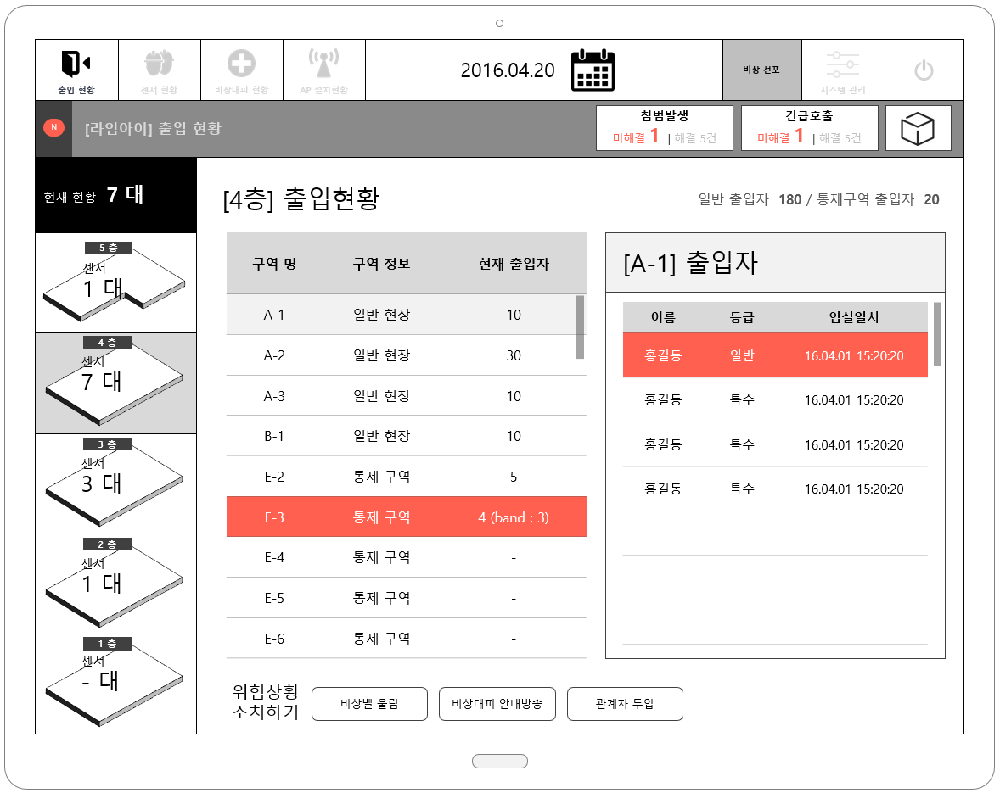 출입 현황
센서 현황
비상대피 현황
AP 설치현황
2016.04.20
비상 선포
시스템 관리
N
[라임아이] 출입 현황
침범발생
미해결 1 | 해결 5건
긴급호출
미해결 1 | 해결 5건
현재 현황 7 대
5 층
센서
1 대
4 층
센서
7 대
3 층
센서
3 대
2 층
센서
1 대
1 층
센서
- 대
[4층] 출입현황
일반 출입자 180 / 통제구역 출입자 20
구역 명 구역 정보 현재 출입자
A-1 일반 현장 10
A-2 일반 현장 30
A-3 일반 현장 10
B-1 일반 현장 10
E-2 통제 구역 5
E-3 통제 구역 4 (band : 3)
E-4 통제 구역 -
E-5 통제 구역 -
E-6 통제 구역 -
[A-1] 출입자
이름 등급 입실일시
홍길동 일반 16.04.01 15:20:20
홍길동 특수 16.04.01 15:20:20
홍길동 특수 16.04.01 15:20:20
홍길동 특수 16.04.01 15:20:20
위험상황
조치하기
비상벨 울림
비상대피 안내방송
관계자 투입